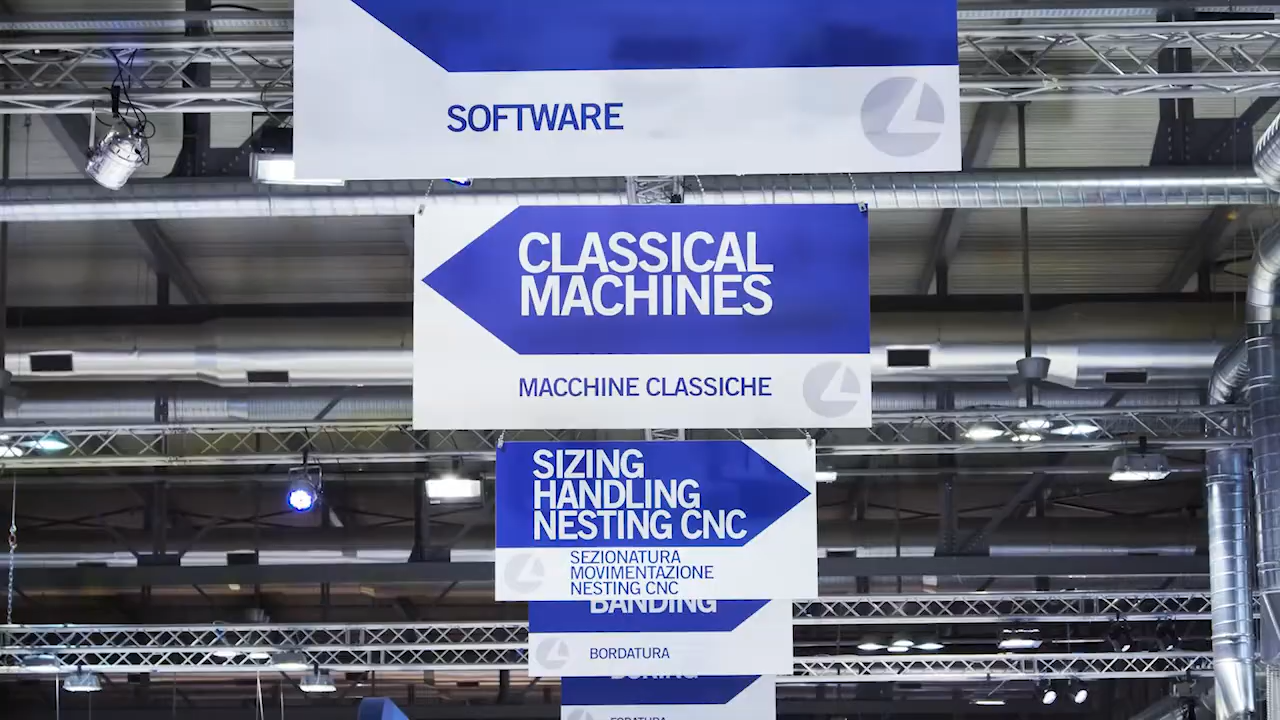 SOFTWARE
CLASSICAL
MACHINES
MACCHINE CLASSICHE
SIZING
HANDLING
NESTING CNC
SEZIONATURA
MOVIMENTAZIONE
NESTING CNC
BANDING
BORDATURA